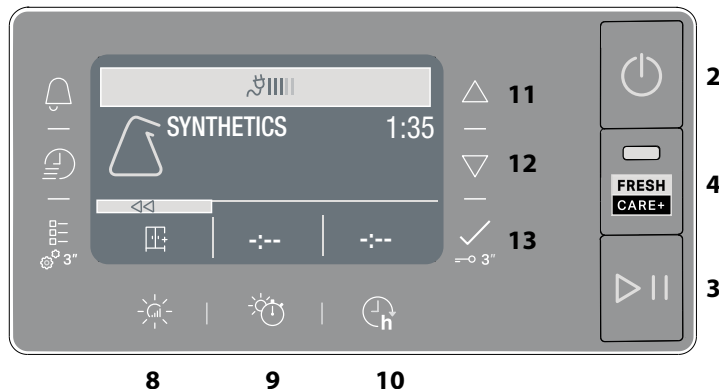 2
11
SYNTHETICS 1:35
12
4
FRESH
CARE+
-:-- -:--
13
3" 3"
3
h
8 9 10